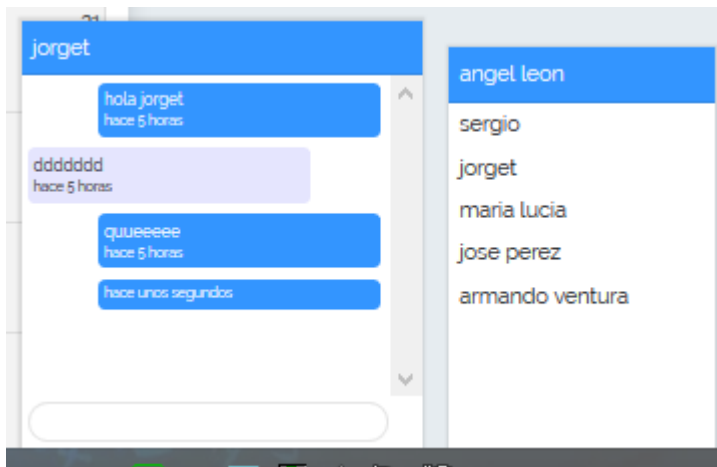 jorget
hola jorget
hace 5 horas
ddddddd
hace 5 horas
quueeeee
hace 5 horas
hace unos segundos
angel leon
sergio
jorget
maria lucia
jose perez
armando ventura